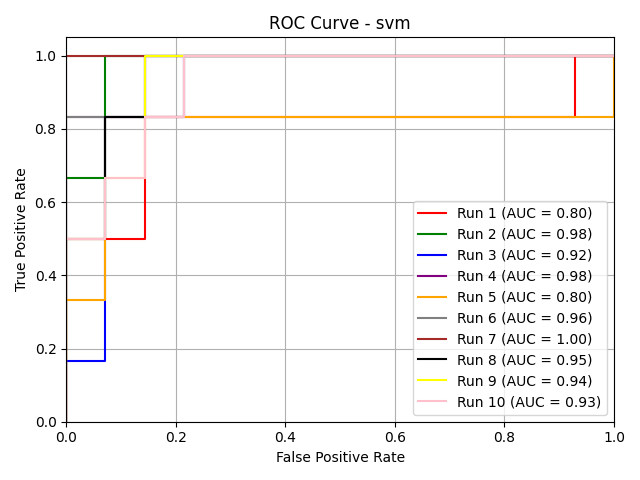 ROC Curve - svm
True Positive Rate
1.0
0.8
0.6
0.4
0.2
0.0
Run 1 (AUC = 0.80)
Run 2 (AUC = 0.98)
Run 3 (AUC = 0.92)
Run 4 (AUC = 0.98)
Run 5 (AUC = 0.80)
Run 6 (AUC = 0.96)
Run 7 (AUC = 1.00)
Run 8 (AUC = 0.95)
Run 9 (AUC = 0.94)
Run 10 (AUC = 0.93)
0.0 0.2 0.4 0.6 0.8 1.0
False Positive Rate